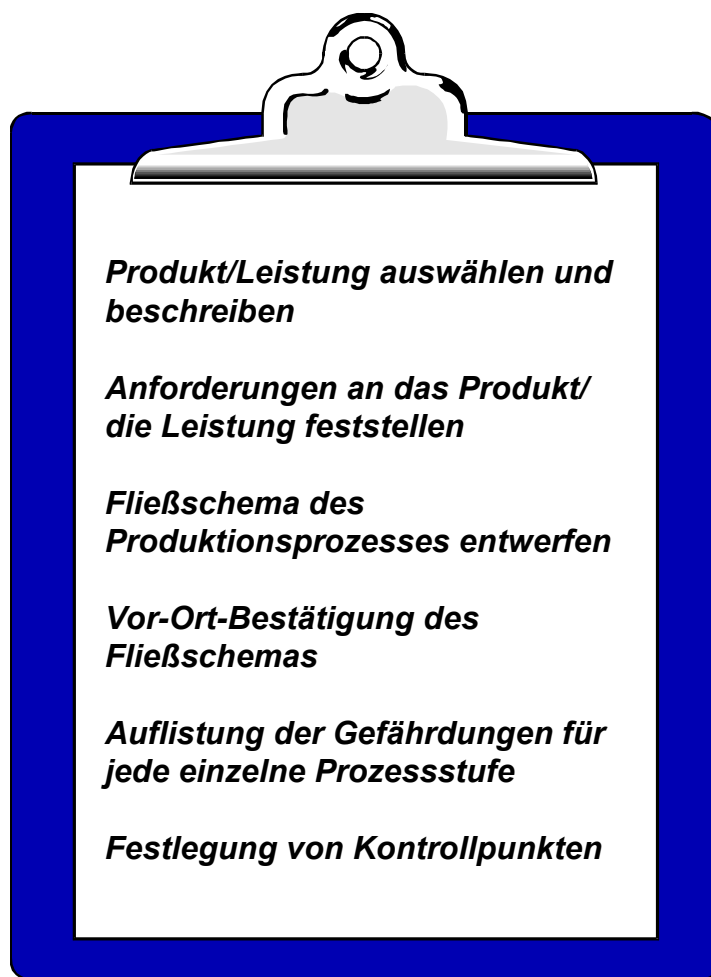 Produkt/Leistung auswählen und
beschreiben
Anforderungen an das Produkt/
die Leistung feststellen
Fließschema des
Produktionsprozesses entwerfen
Vor-Ort-Bestätigung des
Fließschemas
Auflistung der Gefährdungen für
jede einzelne Prozessstufe
Festlegung von Kontrollpunkten